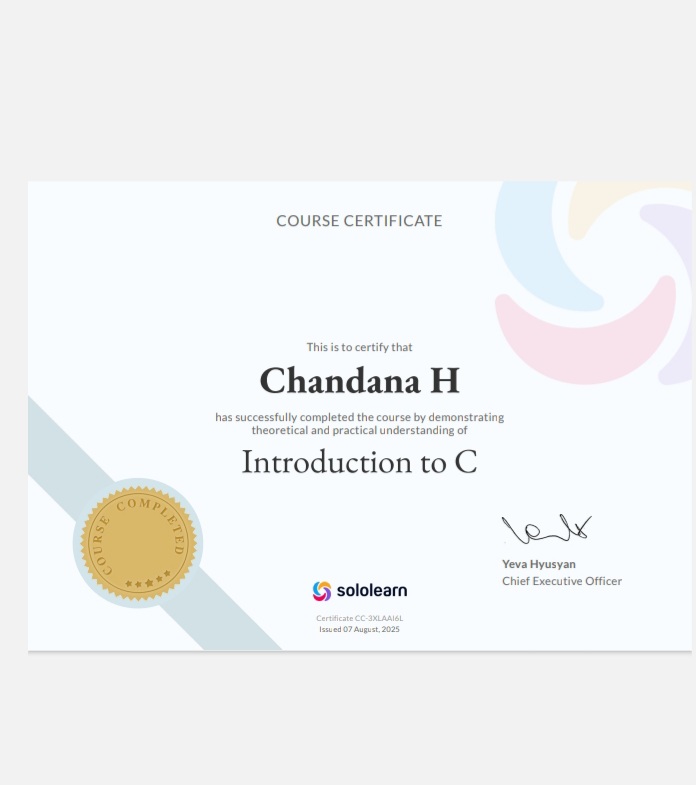 COURSE CERTIFICATE
This is to certify that
Chandana H
has successfully completed the course by demonstrating
theoretical and practical understanding of
Introduction to C
COURSE COMPLETED
Yeva Hyusyan
Chief Executive Officer
sololearn
Certificate CC-3XLAAI6L
Issued 07 August, 2025